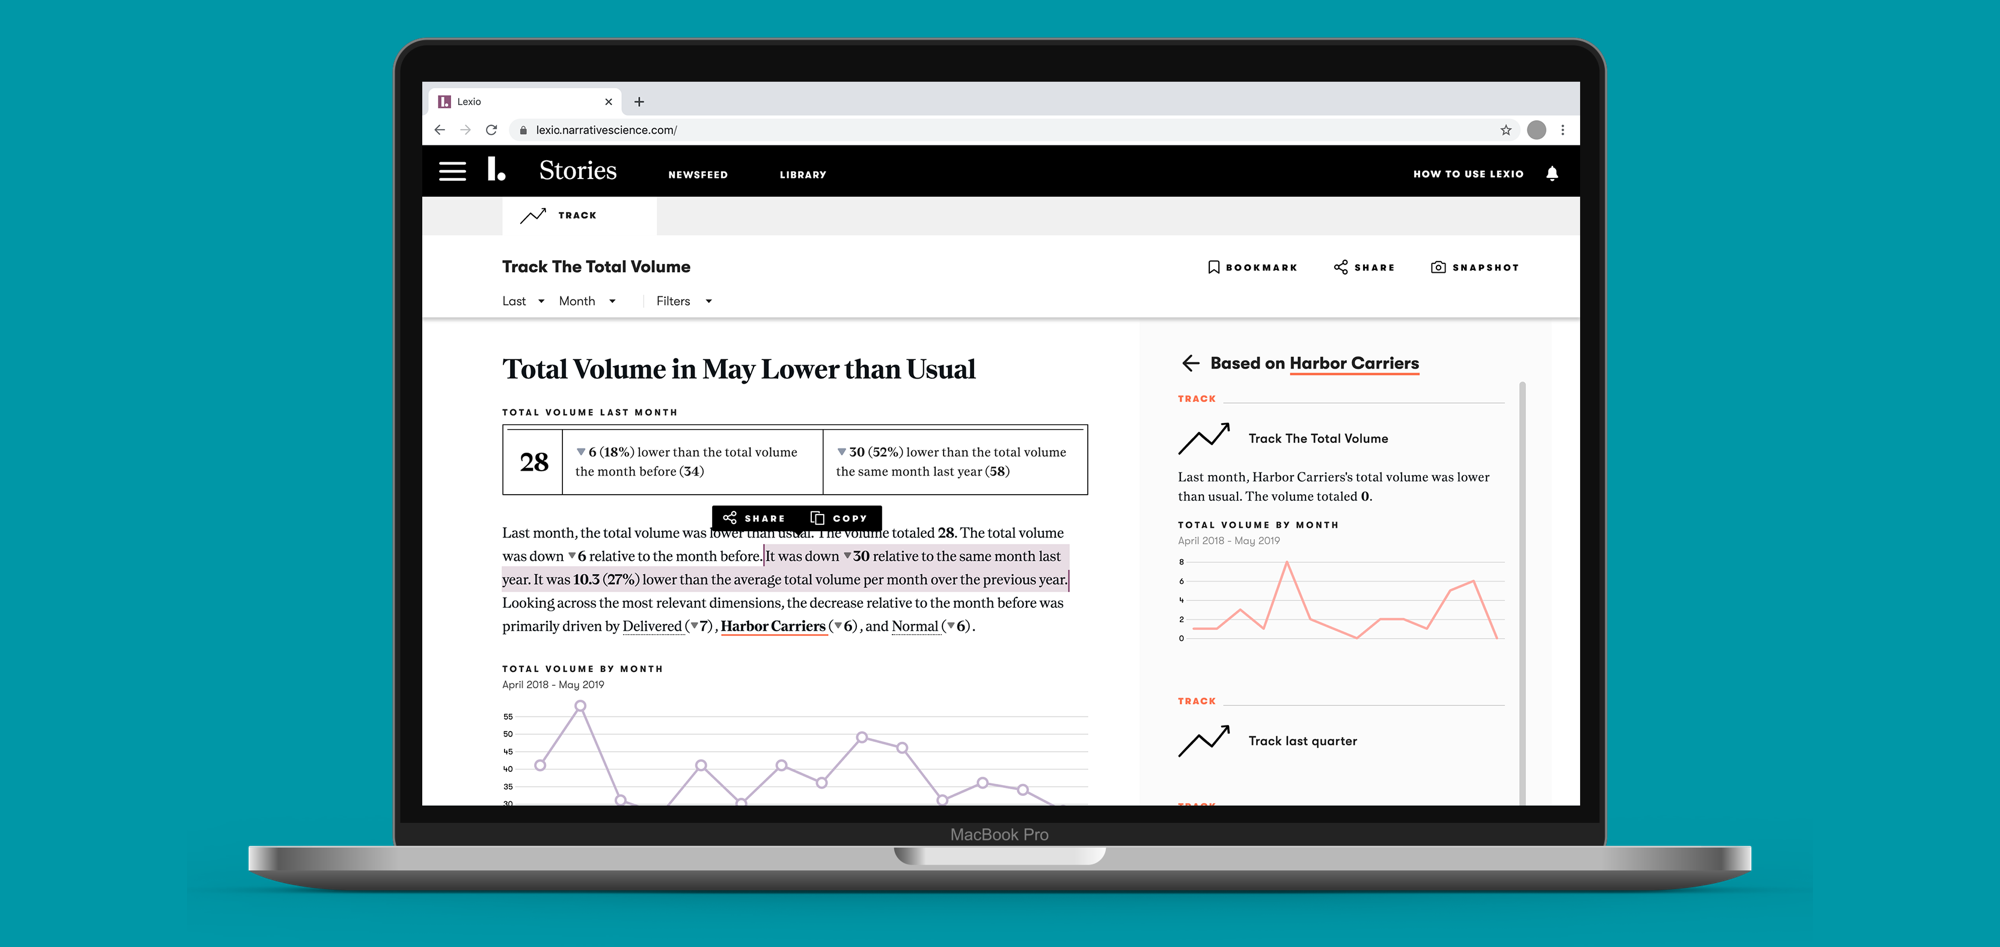 Lexio
lexio.narrativescience.com/
l. Stories NEWSFEED LIBRARY HOW TO USE LEXIO
TRACK
Track The Total Volume
BOOKMARK SHARE SNAPSHOT
Last Month Filters
Total Volume in May Lower than Usual
TOTAL VOLUME LAST MONTH
28
▼6 (18%) lower than the total volume
the month before (34)
▼30 (52%) lower than the total volume
the same month last year (58)
SHARE COPY
Last month, the total volume was lower than usual. The volume totaled 28. The total volume
was down ▼6 relative to the month before. It was down ▼30 relative to the same month last
year. It was 10.3 (27%) lower than the average total volume per month over the previous year.
Looking across the most relevant dimensions, the decrease relative to the month before was
primarily driven by Delivered (▼7), Harbor Carriers (▼6), and Normal (▼6).
TOTAL VOLUME BY MONTH
April 2018 - May 2019
55
50
45
40
35
30
Based on Harbor Carriers
TRACK
Track The Total Volume
Last month, Harbor Carriers's total volume was lower
than usual. The volume totaled 0.
TOTAL VOLUME BY MONTH
April 2018 - May 2019
8
6
4
2
0
TRACK
Track last quarter
TRACK
MacBook Pro